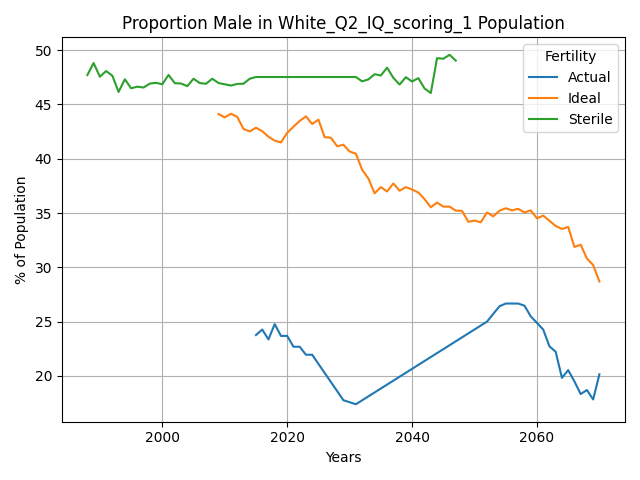 Proportion Male in White_Q2_IQ_scoring_1 Population
% of Population
50
45
40
35
30
25
20
Fertility
Actual
Ideal
Sterile
2000
2020
2040
2060
Years